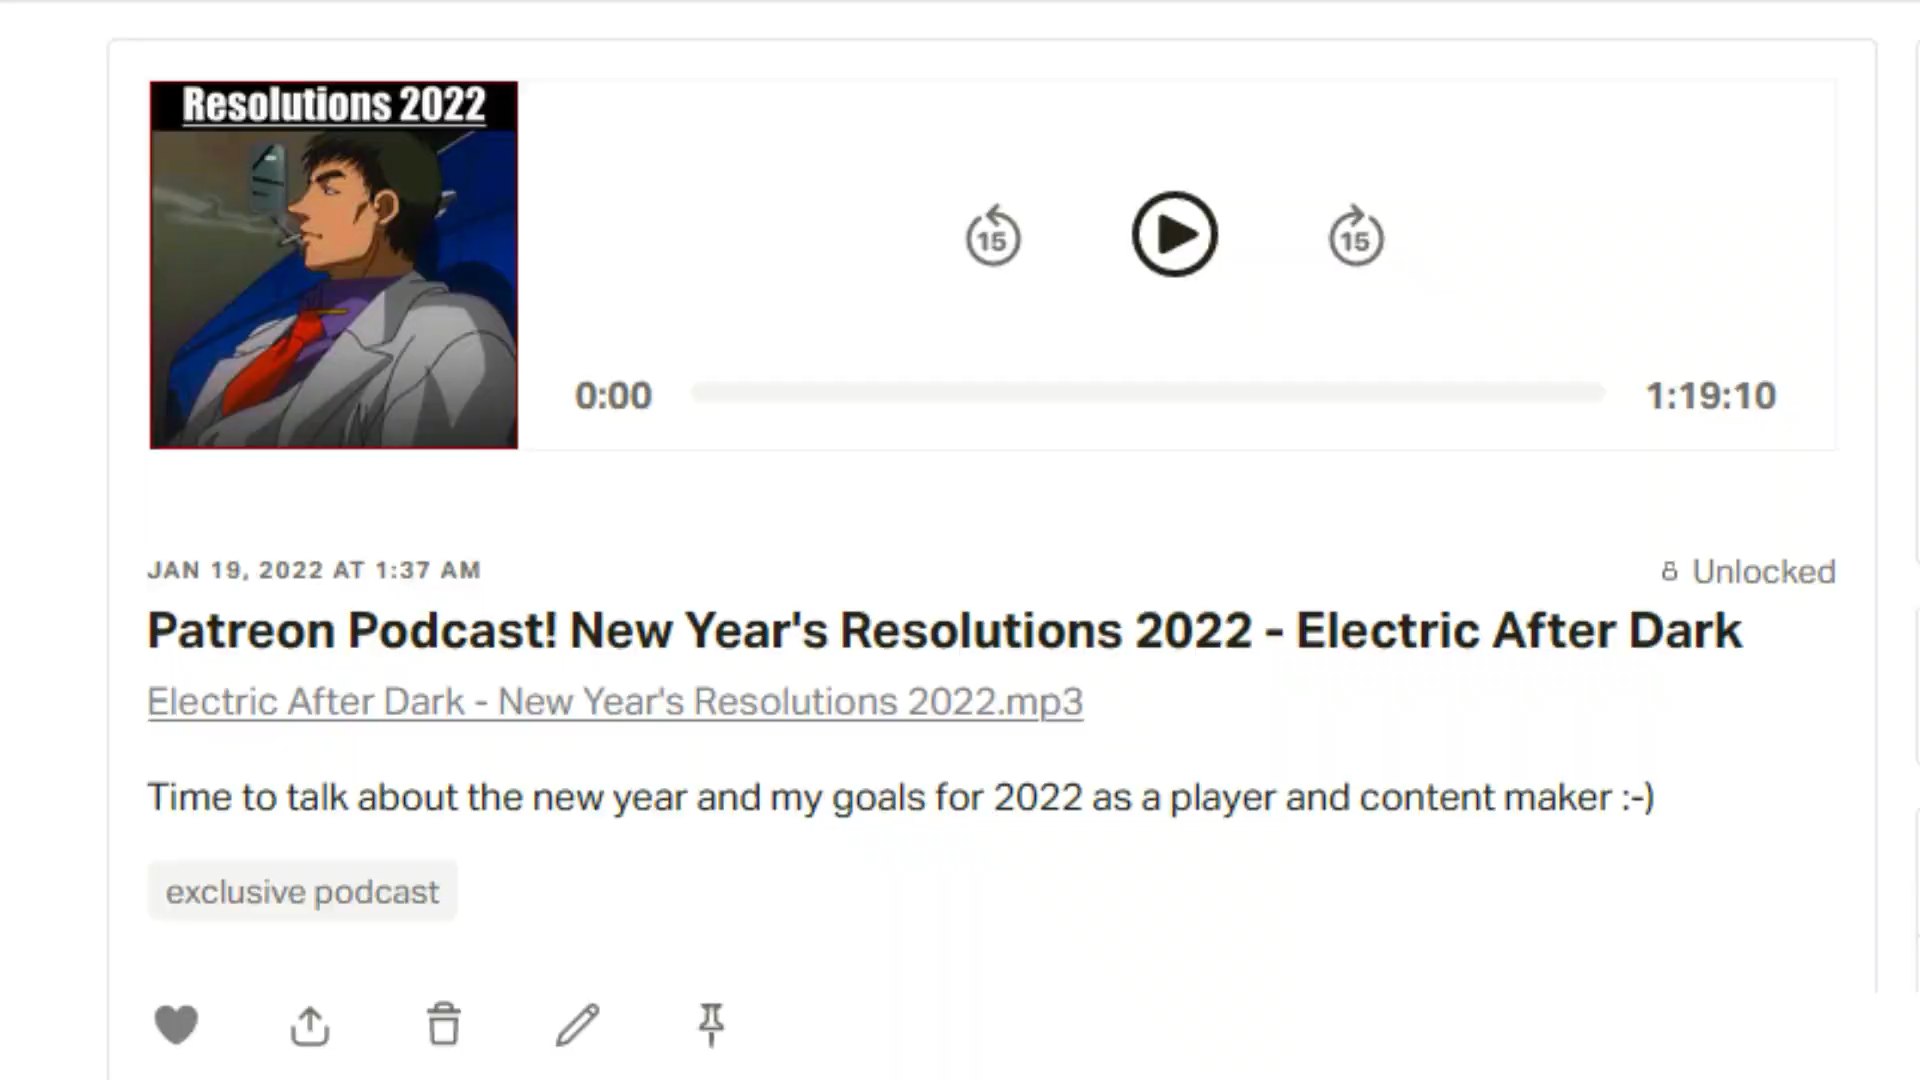 Resolutions 2022
15
15
0:00
1:19:10
JAN 19, 2022 AT 1:37 AM
Unlocked
Patreon Podcast! New Year's Resolutions 2022 - Electric After Dark
Electric After Dark - New Year's Resolutions 2022.mp3
Time to talk about the new year and my goals for 2022 as a player and content maker :-)
exclusive podcast